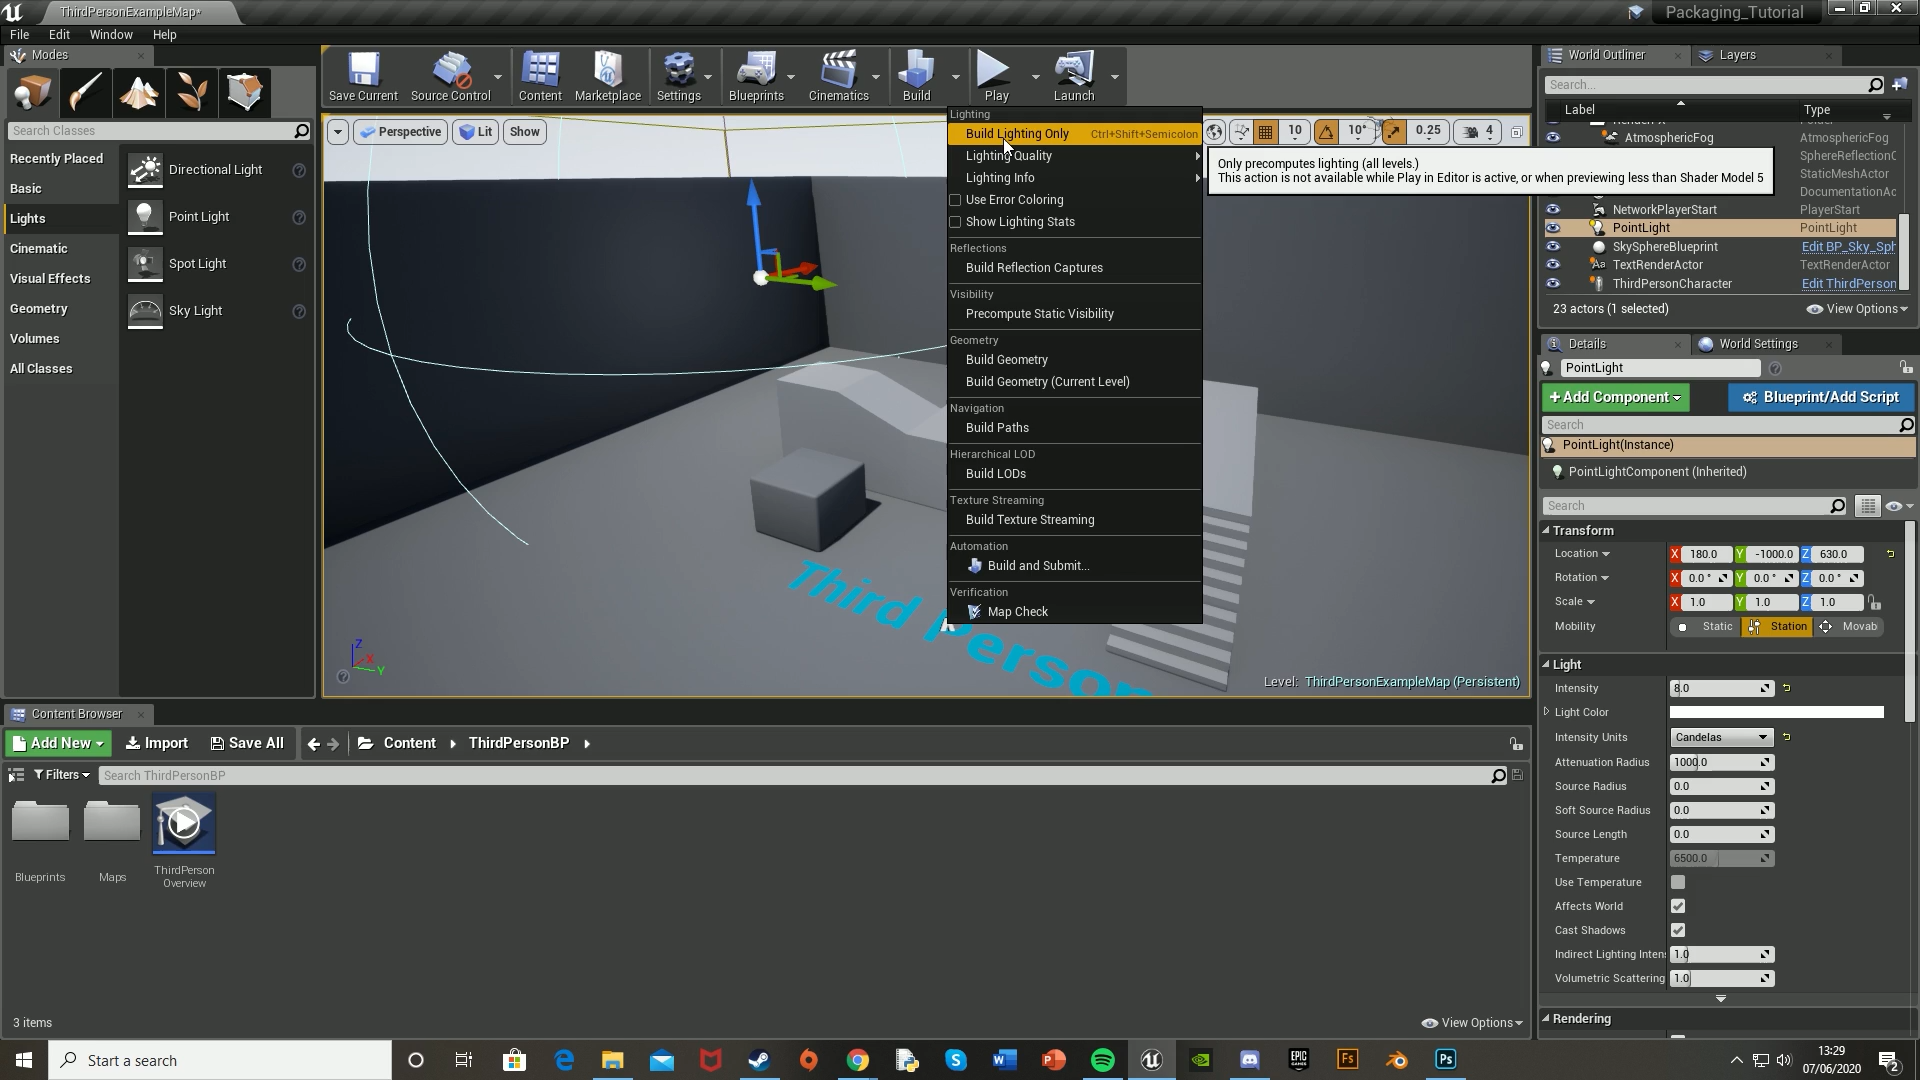 ThirdPersonExampleMap*
Packaging_Tutorial
File Edit Window Help
Modes
Save Current
Source Control
Content
Marketplace
Settings
Blueprints
Cinematics
Build
Play
Launch
World Outliner
Layers
Search...
Label
Type
AtmosphericFog AtmosphericFog
SphereReflectionC
StaticMeshActor
DocumentationAc
NetworkPlayerStart PlayerStart
PointLight PointLight
SkySphereBlueprint Edit BP_Sky_Sph
TextRenderActor TextRenderActor
ThirdPersonCharacter Edit ThirdPerson
23 actors (1 selected)
View Options
Search Classes
Recently Placed
Basic
Lights
Cinematic
Visual Effects
Geometry
Volumes
All Classes
Directional Light
Point Light
Spot Light
Sky Light
Perspective
Lit
Show
10
10°
0.25
4
Lighting
Build Lighting Only Ctrl+Shift+Semicolon
Lighting Quality
Lighting Info
Use Error Coloring
Show Lighting Stats
Reflections
Build Reflection Captures
Visibility
Precompute Static Visibility
Geometry
Build Geometry
Build Geometry (Current Level)
Navigation
Build Paths
Hierarchical LOD
Build LODs
Texture Streaming
Build Texture Streaming
Automation
Build and Submit...
Verification
Map Check
Only precomputes lighting (all levels.)
This action is not available while Play in Editor is active, or when previewing less than Shader Model 5
Third Person
Z
X
Y
Level: ThirdPersonExampleMap (Persistent)
Details
World Settings
PointLight
+Add Component
Blueprint/Add Script
Search
PointLight(Instance)
PointLightComponent (Inherited)
Search
Transform
Location X 180.0 Y -1000.0 Z 630.0
Rotation X 0.0° Y 0.0° Z 0.0°
Scale X 1.0 Y 1.0 Z 1.0
Mobility Static Station Movab
Light
Intensity 8.0
Light Color
Intensity Units Candelas
Attenuation Radius 1000.0
Source Radius 0.0
Soft Source Radius 0.0
Source Length 0.0
Temperature 6500.0
Use Temperature
Affects World
Cast Shadows
Indirect Lighting Inten 1.0
Volumetric Scattering 1.0
Rendering
Content Browser
Add New
Import
Save All
Content
ThirdPersonBP
Filters
Search ThirdPersonBP
Blueprints
Maps
ThirdPerson
Overview
3 items
View Options
Start a search
13:29
07/06/2020
2